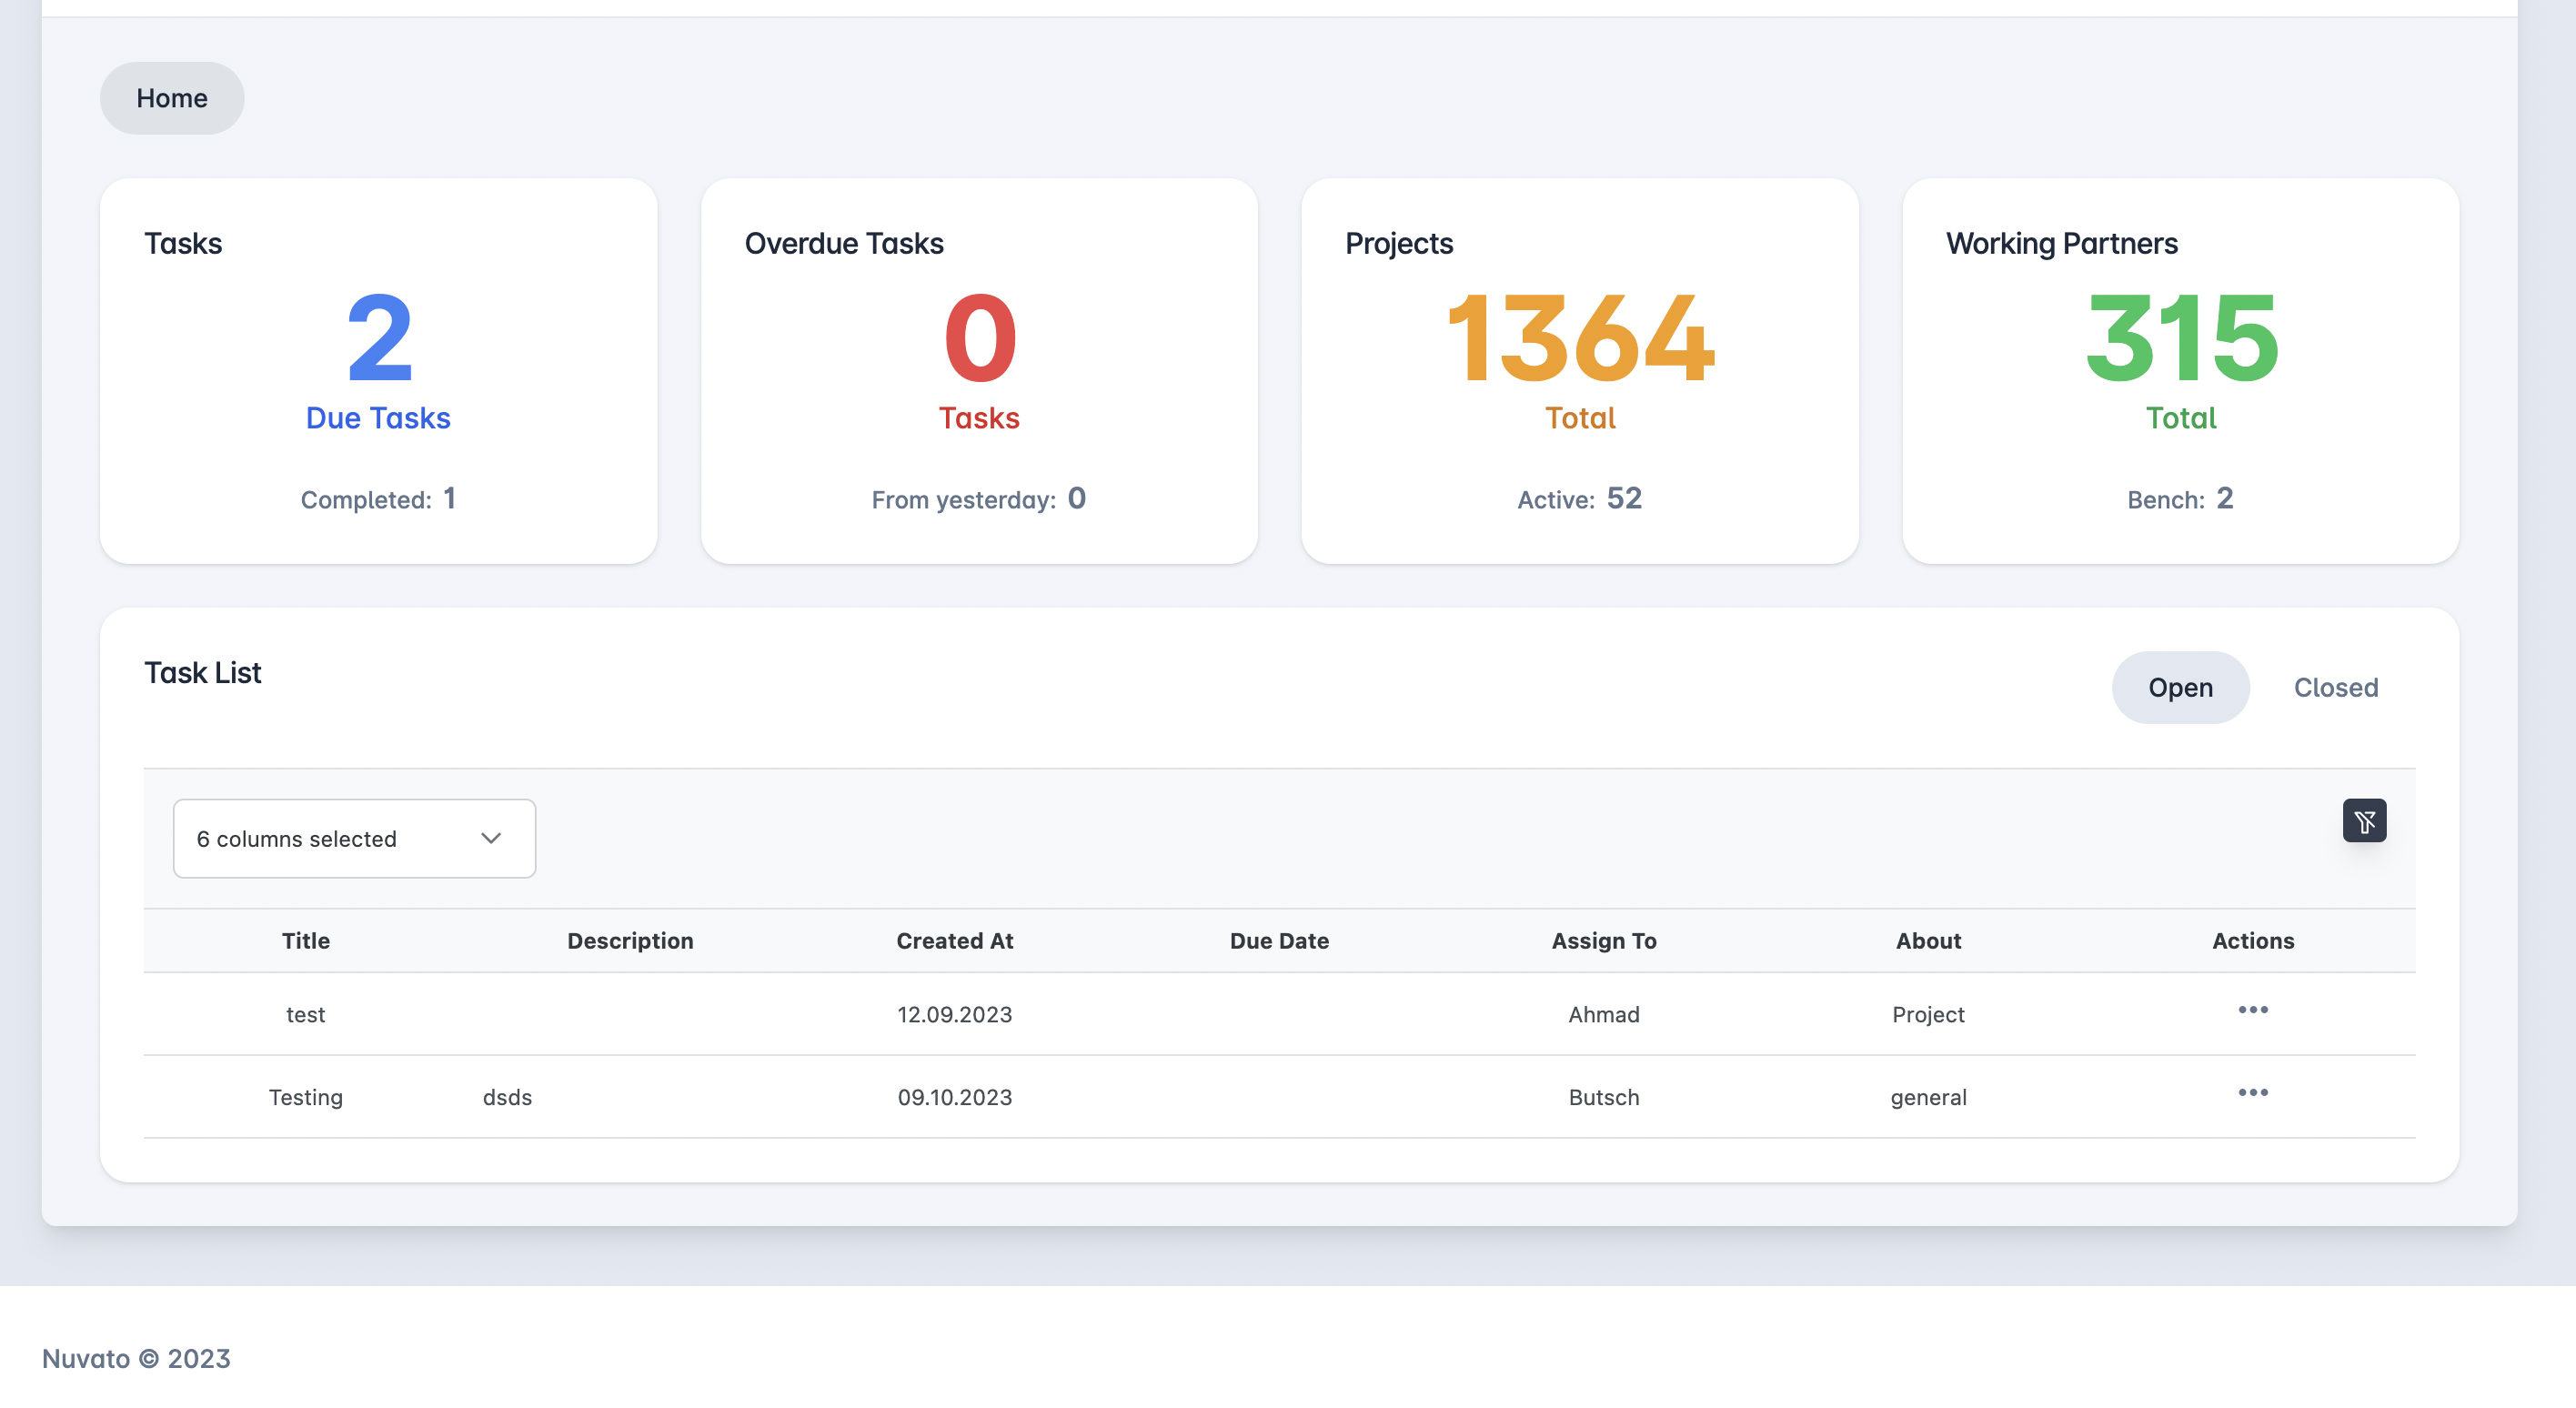 Home
Tasks
2
Due Tasks
Completed: 1
Overdue Tasks
0
Tasks
From yesterday: 0
Projects
1364
Total
Active: 52
Working Partners
315
Total
Bench: 2
Task List
Open Closed
6 columns selected
Title Description Created At Due Date Assign To About Actions
test 12.09.2023 Ahmad Project
Testing dsds 09.10.2023 Butsch general
Nuvato © 2023